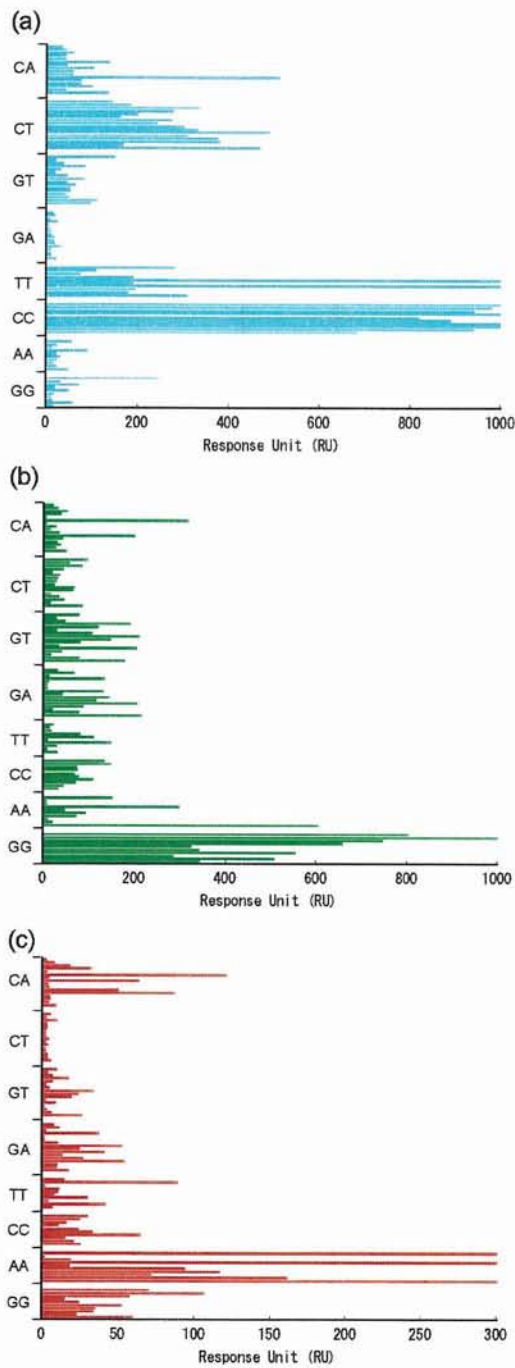 (a)
CA
CT
GT
GA
TT
CC
AA
GG
0 200 400 600 800 1000
Response Unit (RU)
(b)
CA
CT
GT
GA
TT
CC
AA
GG
0 200 400 600 800 1000
Response Unit (RU)
(c)
CA
CT
GT
GA
TT
CC
AA
GG
0 50 100 150 200 250 300
Response Unit (RU)